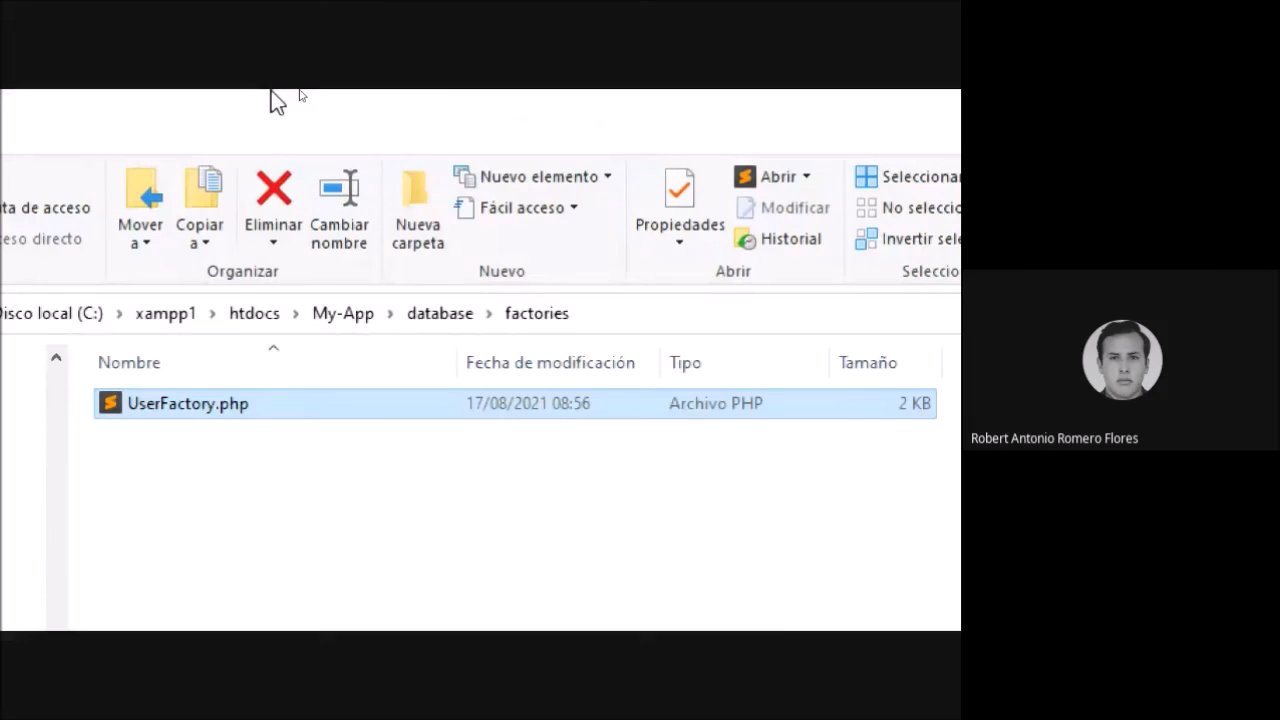 ta de acceso
eso directo
Mover
a
Copiar
a
Eliminar
Cambiar
nombre
Organizar
Nueva
carpeta
Nuevo elemento
Fácil acceso
Nuevo
Propiedades
Abrir
Modificar
Historial
Abrir
Seleccionar
No selecci
Invertir sele
Seleccio
Disco local (C:) › xampp1 › htdocs › My-App › database › factories
Nombre Fecha de modificación Tipo Tamaño
UserFactory.php 17/08/2021 08:56 Archivo PHP 2 KB
Robert Antonio Romero Flores